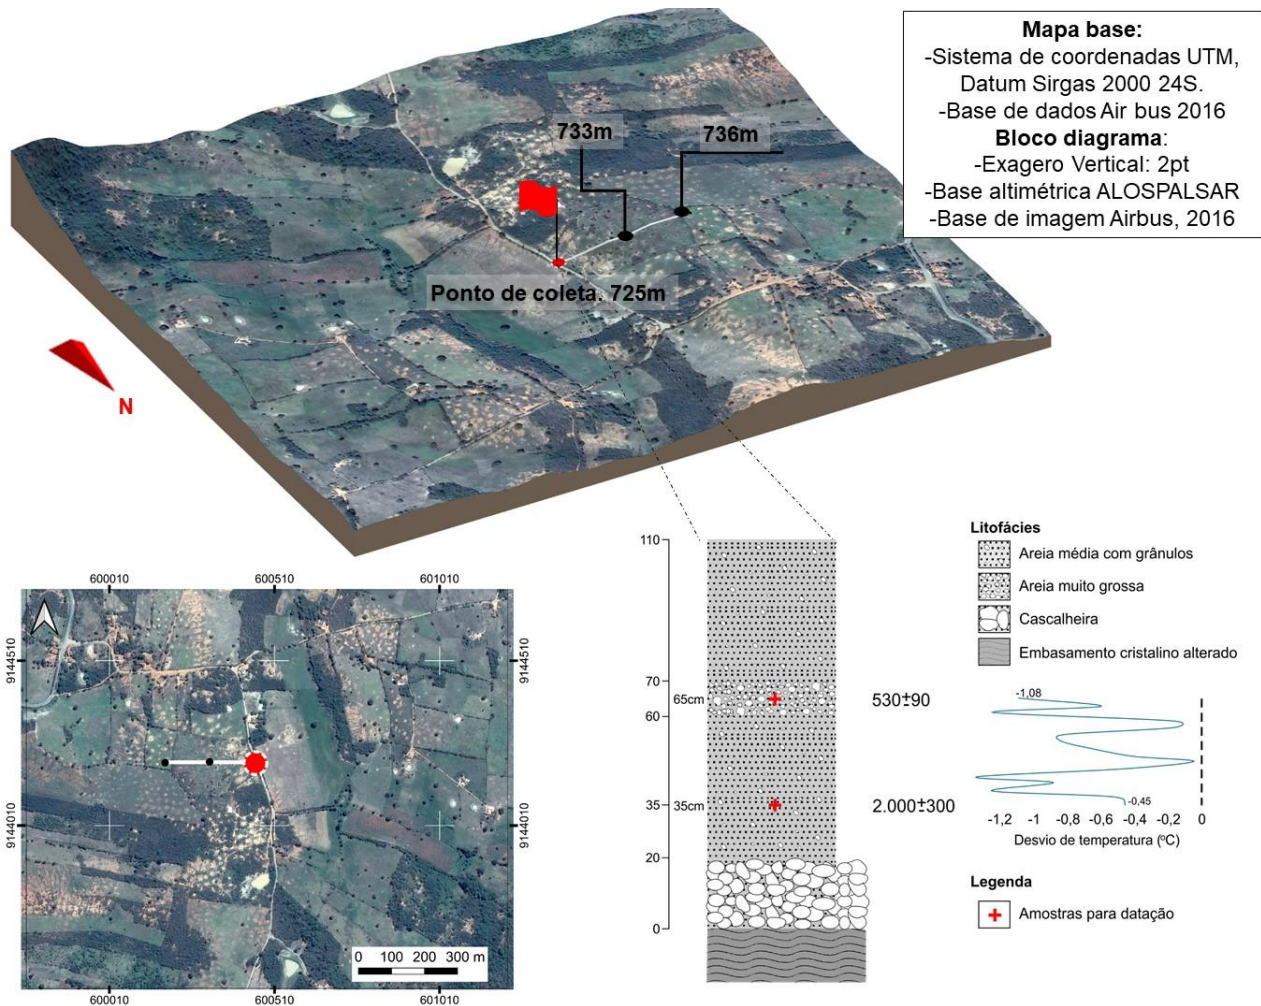 Mapa base:
-Sistema de coordenadas UTM,
Datum Sirgas 2000 24S.
-Base de dados Air bus 2016
Bloco diagrama:
-Exagero Vertical: 2pt
-Base altimétrica ALOSPALSAR
-Base de imagem Airbus, 2016
733m
736m
Ponto de coleta. 725m
N
600010
600510
601010
9144510
9144010
9144510
9144010
0 100 200 300 m
600010
600510
601010
110
70
65cm
60
35
35cm
20
0
530±90
2.000±300
Litofácies
Areia média com grânulos
Areia muito grossa
Cascalheira
Embasamento cristalino alterado
-1.08
-0,45
-1,2 -1 -0,8 -0,6 -0,4 -0,2 0
Desvio de temperatura (ºC)
Legenda
Amostras para datação